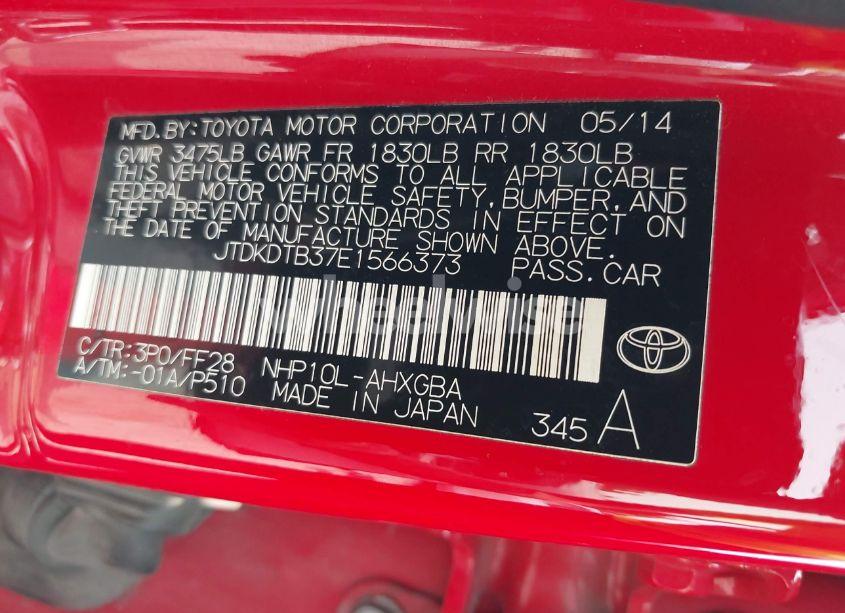 MFD.BY:TOYOTA MOTOR CORPORATION 05/14
GVWR 3475LB GAWR FR 1830LB RR 1830LB
THIS VEHICLE CONFORMS TO ALL APPLICABLE
FEDERAL MOTOR VEHICLE SAFETY,BUMPER,AND
THEFT PREVENTION STANDARDS IN EFFECT ON
THE DATE OF MANUFACTURE SHOWN ABOVE.
JTDKDTB37E1566373 PASS.CAR
wheelwise
C/TR:3P0/FF28 NHP10L-AHXGBA
A/TM:-01A/P510 MADE IN JAPAN
345 A